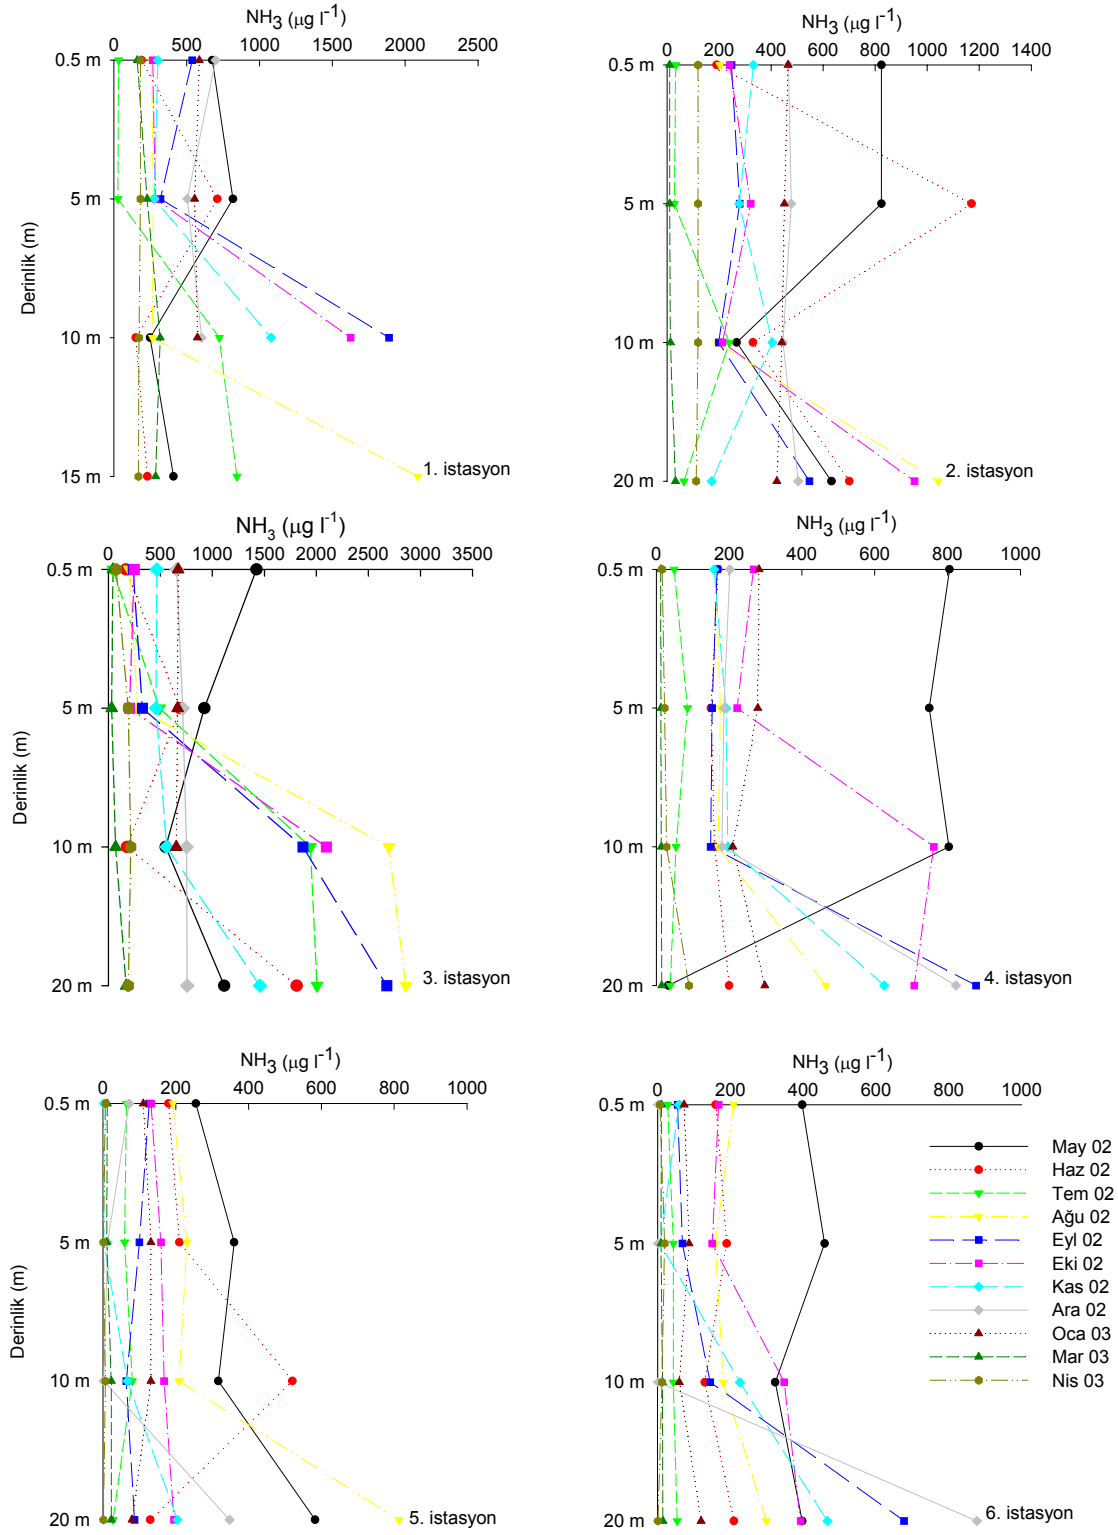 NH3 (µg l-1)
0 500 1000 1500 2000 2500
0.5 m
5 m
10 m
15 m
Derinlik (m)
1. istasyon
NH3 (µg l-1)
0 200 400 600 800 1000 1200 1400
0.5 m
5 m
10 m
20 m
2. istasyon
NH3 (µg l-1)
0 500 1000 1500 2000 2500 3000 3500
0.5 m
5 m
10 m
20 m
Derinlik (m)
3. istasyon
NH3 (µg l-1)
0 200 400 600 800 1000
0.5 m
5 m
10 m
20 m
4. istasyon
NH3 (µg l-1)
0 200 400 600 800 1000
0.5 m
5 m
10 m
20 m
Derinlik (m)
5. istasyon
NH3 (µg l-1)
0 200 400 600 800 1000
0.5 m
5 m
10 m
20 m
6. istasyon
May 02
Haz 02
Tem 02
Ağu 02
Eyl 02
Eki 02
Kas 02
Ara 02
Oca 03
Mar 03
Nis 03